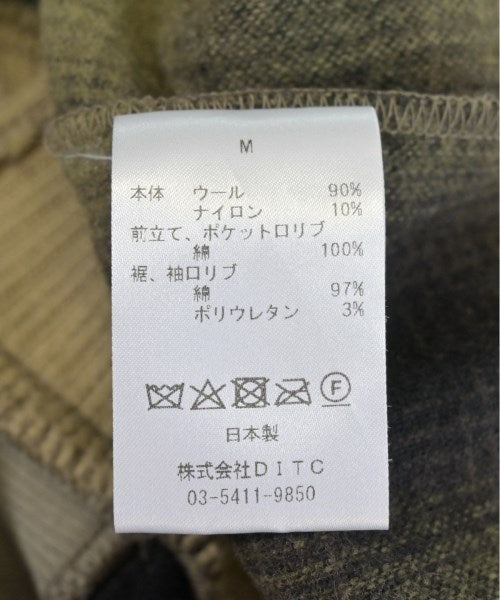 M
本体 ウール 90%
ナイロン 10%
前立て、ポケット口リブ
綿 100%
裾、袖口リブ
綿 97%
ポリウレタン 3%
F
日本製
株式会社DITC
03-5411-9850